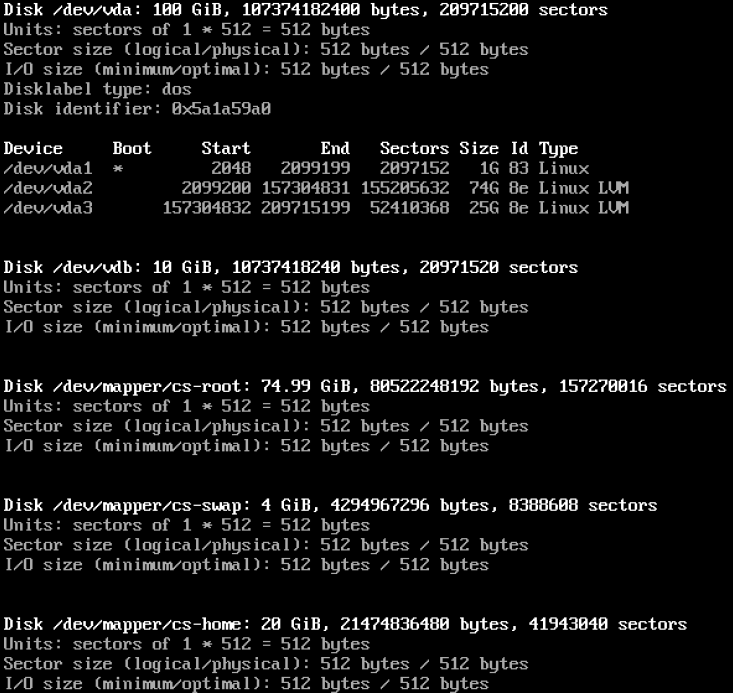 Disk /dev/vda: 100 GiB, 107374182400 bytes, 209715200 sectors
Units: sectors of 1 * 512 = 512 bytes
Sector size (logical/physical): 512 bytes / 512 bytes
I/O size (minimum/optimal): 512 bytes / 512 bytes
Disklabel type: dos
Disk identifier: 0x5a1a59a0
Device     Boot     Start       End   Sectors Size Id Type
/dev/vda1  *         2048   2099199   2097152   1G 83 Linux
/dev/vda2         2099200 157304831 155205632  74G 8e Linux LVM
/dev/vda3       157304832 209715199  52410368  25G 8e Linux LVM
Disk /dev/vdb: 10 GiB, 10737418240 bytes, 20971520 sectors
Units: sectors of 1 * 512 = 512 bytes
Sector size (logical/physical): 512 bytes / 512 bytes
I/O size (minimum/optimal): 512 bytes / 512 bytes
Disk /dev/mapper/cs-root: 74.99 GiB, 80522248192 bytes, 157270016 sectors
Units: sectors of 1 * 512 = 512 bytes
Sector size (logical/physical): 512 bytes / 512 bytes
I/O size (minimum/optimal): 512 bytes / 512 bytes
Disk /dev/mapper/cs-swap: 4 GiB, 4294967296 bytes, 8388608 sectors
Units: sectors of 1 * 512 = 512 bytes
Sector size (logical/physical): 512 bytes / 512 bytes
I/O size (minimum/optimal): 512 bytes / 512 bytes
Disk /dev/mapper/cs-home: 20 GiB, 21474836480 bytes, 41943040 sectors
Units: sectors of 1 * 512 = 512 bytes
Sector size (logical/physical): 512 bytes / 512 bytes
I/O size (minimum/optimal): 512 bytes / 512 bytes